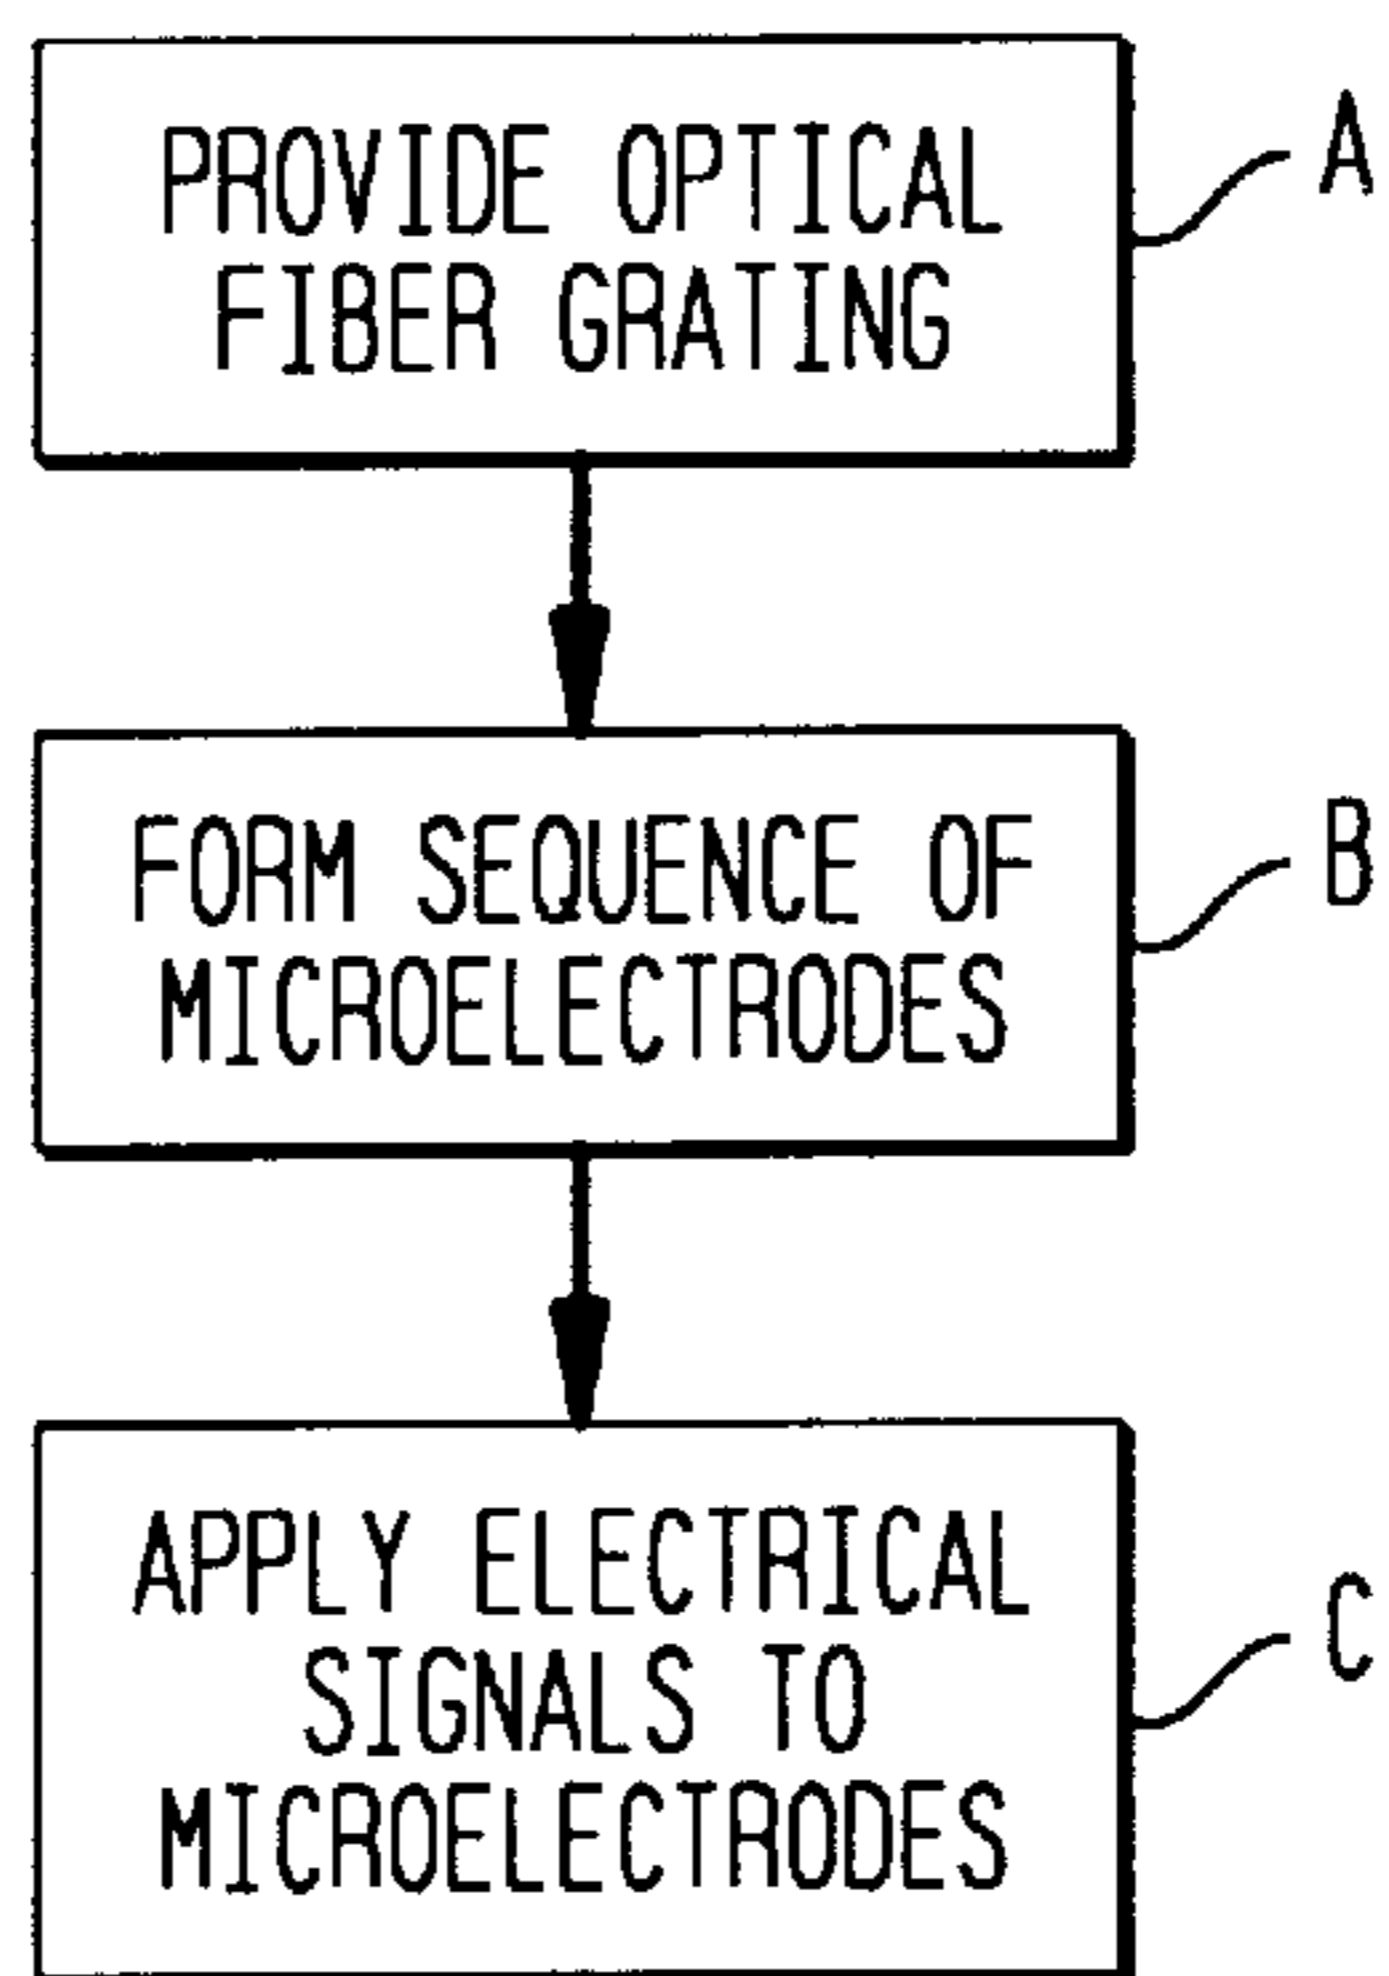 PROVIDE OPTICAL
FIBER GRATING
A
FORM SEQUENCE OF
MICROELECTRODES
B
APPLY ELECTRICAL
SIGNALS TO
MICROELECTRODES
C